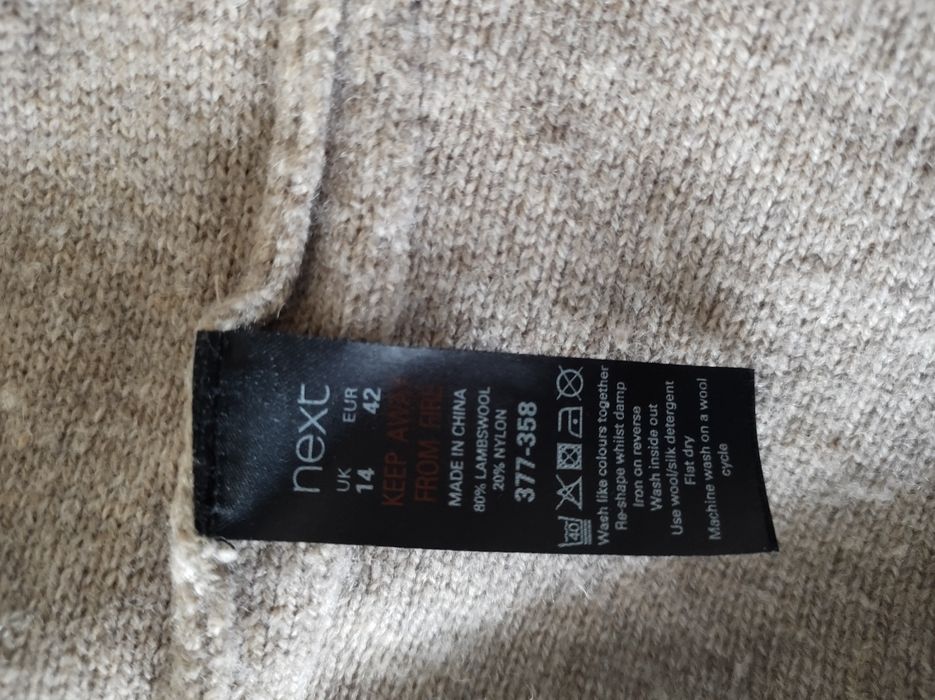 next
UK EUR
14 42
KEEP AWAY
FROM FIRE
MADE IN CHINA
80% LAMBSWOOL
20% NYLON
377-358
40
Wash like colours together
Re-shape whilst damp
Iron on reverse
Wash inside out
Use wool/silk detergent
Flat dry
Machine wash on a wool
cycle